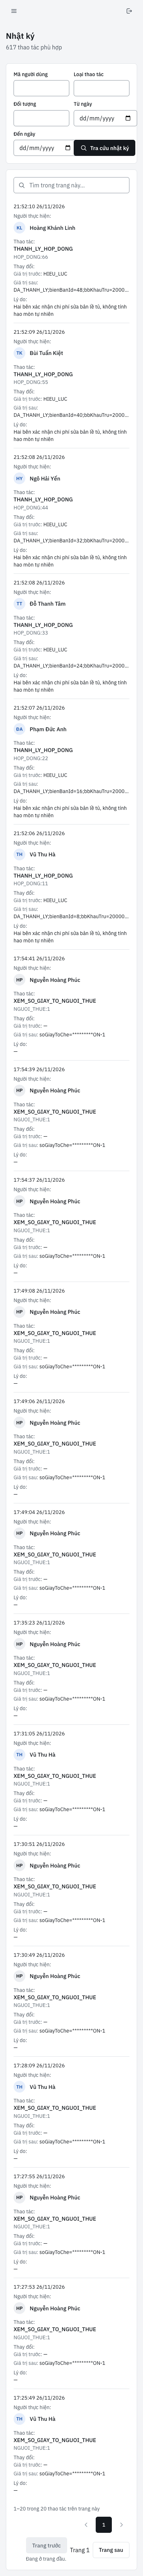 Nhật ký
617 thao tác phù hợp
Mã người dùng
Loại thao tác
Đối tượng
Từ ngày
dd/mm/yyyy
Đến ngày
dd/mm/yyyy
Tra cứu nhật ký
Tìm trong trang này...
21:52:10 26/11/2026
Người thực hiện:
KL Hoàng Khánh Linh
Thao tác:
THANH_LY_HOP_DONG
HOP_DONG:66
Thay đổi:
Giá trị trước: HIEU_LUC
Giá trị sau:
DA_THANH_LY;bienBanId=48;bbKhauTru=2000...
Lý do:
Hai bên xác nhận chi phí sửa bản lề tủ, không tính
hao mòn tự nhiên
21:52:09 26/11/2026
Người thực hiện:
TK Bùi Tuấn Kiệt
Thao tác:
THANH_LY_HOP_DONG
HOP_DONG:55
Thay đổi:
Giá trị trước: HIEU_LUC
Giá trị sau:
DA_THANH_LY;bienBanId=40;bbKhauTru=2000...
Lý do:
Hai bên xác nhận chi phí sửa bản lề tủ, không tính
hao mòn tự nhiên
21:52:08 26/11/2026
Người thực hiện:
HY Ngô Hải Yến
Thao tác:
THANH_LY_HOP_DONG
HOP_DONG:44
Thay đổi:
Giá trị trước: HIEU_LUC
Giá trị sau:
DA_THANH_LY;bienBanId=32;bbKhauTru=2000...
Lý do:
Hai bên xác nhận chi phí sửa bản lề tủ, không tính
hao mòn tự nhiên
21:52:08 26/11/2026
Người thực hiện:
TT Đỗ Thanh Tâm
Thao tác:
THANH_LY_HOP_DONG
HOP_DONG:33
Thay đổi:
Giá trị trước: HIEU_LUC
Giá trị sau:
DA_THANH_LY;bienBanId=24;bbKhauTru=2000...
Lý do:
Hai bên xác nhận chi phí sửa bản lề tủ, không tính
hao mòn tự nhiên
21:52:07 26/11/2026
Người thực hiện:
ĐA Phạm Đức Anh
Thao tác:
THANH_LY_HOP_DONG
HOP_DONG:22
Thay đổi:
Giá trị trước: HIEU_LUC
Giá trị sau:
DA_THANH_LY;bienBanId=16;bbKhauTru=2000...
Lý do:
Hai bên xác nhận chi phí sửa bản lề tủ, không tính
hao mòn tự nhiên
21:52:06 26/11/2026
Người thực hiện:
TH Vũ Thu Hà
Thao tác:
THANH_LY_HOP_DONG
HOP_DONG:11
Thay đổi:
Giá trị trước: HIEU_LUC
Giá trị sau:
DA_THANH_LY;bienBanId=8;bbKhauTru=20000...
Lý do:
Hai bên xác nhận chi phí sửa bản lề tủ, không tính
hao mòn tự nhiên
17:54:41 26/11/2026
Người thực hiện:
HP Nguyễn Hoàng Phúc
Thao tác:
XEM_SO_GIAY_TO_NGUOI_THUE
NGUOI_THUE:1
Thay đổi:
Giá trị trước: —
Giá trị sau: soGiayToChe=*********ON-1
Lý do:
—
17:54:39 26/11/2026
Người thực hiện:
HP Nguyễn Hoàng Phúc
Thao tác:
XEM_SO_GIAY_TO_NGUOI_THUE
NGUOI_THUE:1
Thay đổi:
Giá trị trước: —
Giá trị sau: soGiayToChe=*********ON-1
Lý do:
—
17:54:37 26/11/2026
Người thực hiện:
HP Nguyễn Hoàng Phúc
Thao tác:
XEM_SO_GIAY_TO_NGUOI_THUE
NGUOI_THUE:1
Thay đổi:
Giá trị trước: —
Giá trị sau: soGiayToChe=*********ON-1
Lý do:
—
17:49:08 26/11/2026
Người thực hiện:
HP Nguyễn Hoàng Phúc
Thao tác:
XEM_SO_GIAY_TO_NGUOI_THUE
NGUOI_THUE:1
Thay đổi:
Giá trị trước: —
Giá trị sau: soGiayToChe=*********ON-1
Lý do:
—
17:49:06 26/11/2026
Người thực hiện:
HP Nguyễn Hoàng Phúc
Thao tác:
XEM_SO_GIAY_TO_NGUOI_THUE
NGUOI_THUE:1
Thay đổi:
Giá trị trước: —
Giá trị sau: soGiayToChe=*********ON-1
Lý do:
—
17:49:04 26/11/2026
Người thực hiện:
HP Nguyễn Hoàng Phúc
Thao tác:
XEM_SO_GIAY_TO_NGUOI_THUE
NGUOI_THUE:1
Thay đổi:
Giá trị trước: —
Giá trị sau: soGiayToChe=*********ON-1
Lý do:
—
17:35:23 26/11/2026
Người thực hiện:
HP Nguyễn Hoàng Phúc
Thao tác:
XEM_SO_GIAY_TO_NGUOI_THUE
NGUOI_THUE:1
Thay đổi:
Giá trị trước: —
Giá trị sau: soGiayToChe=*********ON-1
Lý do:
—
17:31:05 26/11/2026
Người thực hiện:
TH Vũ Thu Hà
Thao tác:
XEM_SO_GIAY_TO_NGUOI_THUE
NGUOI_THUE:1
Thay đổi:
Giá trị trước: —
Giá trị sau: soGiayToChe=*********ON-1
Lý do:
—
17:30:51 26/11/2026
Người thực hiện:
HP Nguyễn Hoàng Phúc
Thao tác:
XEM_SO_GIAY_TO_NGUOI_THUE
NGUOI_THUE:1
Thay đổi:
Giá trị trước: —
Giá trị sau: soGiayToChe=*********ON-1
Lý do:
—
17:30:49 26/11/2026
Người thực hiện:
HP Nguyễn Hoàng Phúc
Thao tác:
XEM_SO_GIAY_TO_NGUOI_THUE
NGUOI_THUE:1
Thay đổi:
Giá trị trước: —
Giá trị sau: soGiayToChe=*********ON-1
Lý do:
—
17:28:09 26/11/2026
Người thực hiện:
TH Vũ Thu Hà
Thao tác:
XEM_SO_GIAY_TO_NGUOI_THUE
NGUOI_THUE:1
Thay đổi:
Giá trị trước: —
Giá trị sau: soGiayToChe=*********ON-1
Lý do:
—
17:27:55 26/11/2026
Người thực hiện:
HP Nguyễn Hoàng Phúc
Thao tác:
XEM_SO_GIAY_TO_NGUOI_THUE
NGUOI_THUE:1
Thay đổi:
Giá trị trước: —
Giá trị sau: soGiayToChe=*********ON-1
Lý do:
—
17:27:53 26/11/2026
Người thực hiện:
HP Nguyễn Hoàng Phúc
Thao tác:
XEM_SO_GIAY_TO_NGUOI_THUE
NGUOI_THUE:1
Thay đổi:
Giá trị trước: —
Giá trị sau: soGiayToChe=*********ON-1
Lý do:
—
17:25:49 26/11/2026
Người thực hiện:
TH Vũ Thu Hà
Thao tác:
XEM_SO_GIAY_TO_NGUOI_THUE
NGUOI_THUE:1
Thay đổi:
Giá trị trước: —
Giá trị sau: soGiayToChe=*********ON-1
Lý do:
—
1–20 trong 20 thao tác trên trang này
1
Trang trước Trang 1 Trang sau
Đang ở trang đầu.